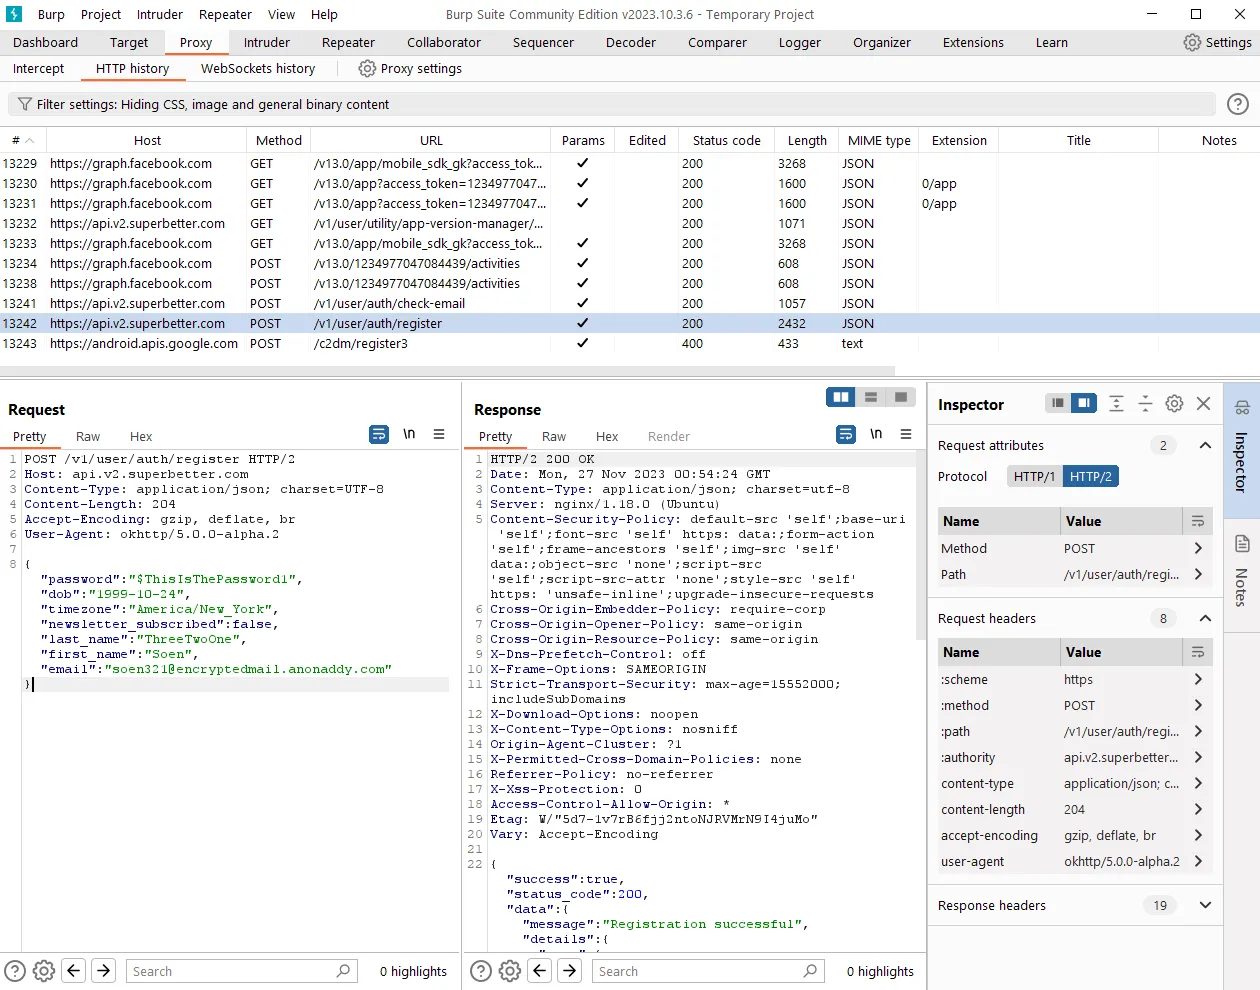 Burp Project Intruder Repeater View Help Burp Suite Community Edition v2023.10.3.6 - Temporary Project
Dashboard Target Proxy Intruder Repeater Collaborator Sequencer Decoder Comparer Logger Organizer Extensions Learn Settings
Intercept HTTP history WebSockets history Proxy settings
Filter settings: Hiding CSS, image and general binary content
# Host Method URL Params Edited Status code Length MIME type Extension Title Notes
13229 https://graph.facebook.com GET /v13.0/app/mobile_sdk_gk?access_tok... ✓ 200 3268 JSON
13230 https://graph.facebook.com GET /v13.0/app?access_token=1234977047... ✓ 200 1600 JSON 0/app
13231 https://graph.facebook.com GET /v13.0/app?access_token=1234977047... ✓ 200 1600 JSON 0/app
13232 https://api.v2.superbetter.com GET /v1/user/utility/app-version-manager/... 200 1071 JSON
13233 https://graph.facebook.com GET /v13.0/app/mobile_sdk_gk?access_tok... ✓ 200 3268 JSON
13234 https://graph.facebook.com POST /v13.0/1234977047084439/activities ✓ 200 608 JSON
13238 https://graph.facebook.com POST /v13.0/1234977047084439/activities ✓ 200 608 JSON
13241 https://api.v2.superbetter.com POST /v1/user/auth/check-email ✓ 200 1057 JSON
13242 https://api.v2.superbetter.com POST /v1/user/auth/register ✓ 200 2432 JSON
13243 https://android.apis.google.com POST /c2dm/register3 ✓ 400 433 text
Request
Pretty Raw Hex \n
1 POST /v1/user/auth/register HTTP/2
2 Host: api.v2.superbetter.com
3 Content-Type: application/json; charset=UTF-8
4 Content-Length: 204
5 Accept-Encoding: gzip, deflate, br
6 User-Agent: okhttp/5.0.0-alpha.2
7
8 {
"password":"$ThisIsThePassword1",
"dob":"1999-10-24",
"timezone":"America/New_York",
"newsletter_subscribed":false,
"last_name":"ThreeTwoOne",
"first_name":"Soen",
"email":"soen321@encryptedmail.anonaddy.com"
}
Search 0 highlights
Response
Pretty Raw Hex Render \n
1 HTTP/2 200 OK
2 Date: Mon, 27 Nov 2023 00:54:24 GMT
3 Content-Type: application/json; charset=utf-8
4 Server: nginx/1.18.0 (Ubuntu)
5 Content-Security-Policy: default-src 'self';base-uri
'self';font-src 'self' https: data:;form-action
'self';frame-ancestors 'self';img-src 'self'
data:;object-src 'none';script-src
'self';script-src-attr 'none';style-src 'self'
https: 'unsafe-inline';upgrade-insecure-requests
6 Cross-Origin-Embedder-Policy: require-corp
7 Cross-Origin-Opener-Policy: same-origin
8 Cross-Origin-Resource-Policy: same-origin
9 X-Dns-Prefetch-Control: off
10 X-Frame-Options: SAMEORIGIN
11 Strict-Transport-Security: max-age=15552000;
includeSubDomains
12 X-Download-Options: noopen
13 X-Content-Type-Options: nosniff
14 Origin-Agent-Cluster: ?1
15 X-Permitted-Cross-Domain-Policies: none
16 Referrer-Policy: no-referrer
17 X-Xss-Protection: 0
18 Access-Control-Allow-Origin: *
19 Etag: W/"5d7-1v7rB6fjj2ntoNJRVMrN9I4juMo"
20 Vary: Accept-Encoding
21
22 {
"success":true,
"status_code":200,
"data":{
"message":"Registration successful",
"details":{
Search 0 highlights
Inspector
Request attributes 2
Protocol HTTP/1 HTTP/2
Name Value
Method POST
Path /v1/user/auth/regi...
Request headers 8
Name Value
:scheme https
:method POST
:path /v1/user/auth/regi...
:authority api.v2.superbetter...
content-type application/json; c...
content-length 204
accept-encoding gzip, deflate, br
user-agent okhttp/5.0.0-alpha.2
Response headers 19
Inspector
Notes